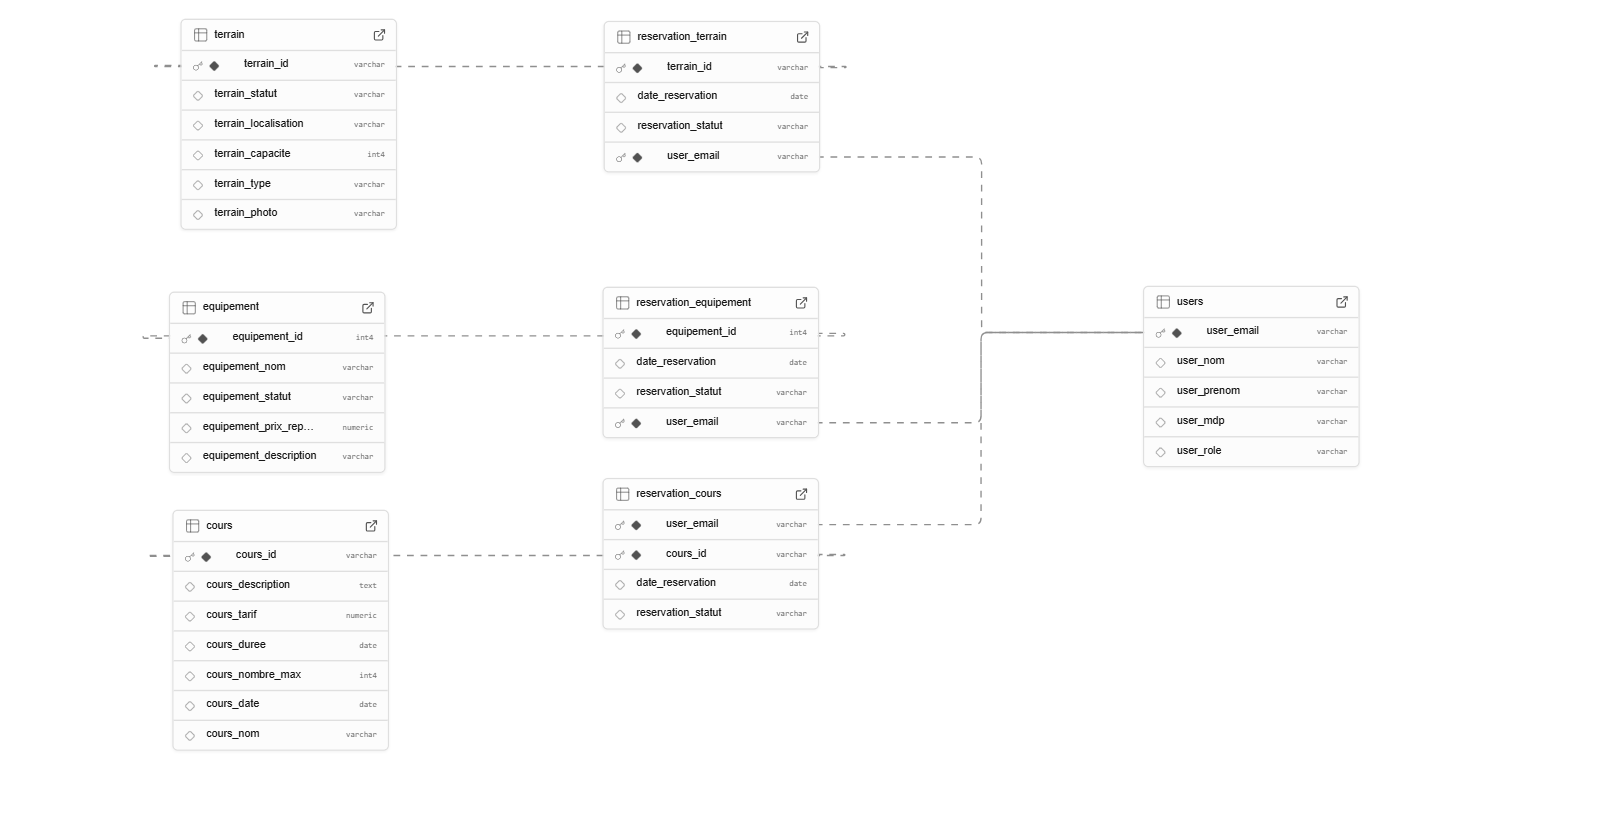 terrain
terrain_id varchar
terrain_statut varchar
terrain_localisation varchar
terrain_capacite int4
terrain_type varchar
terrain_photo varchar
reservation_terrain
terrain_id varchar
date_reservation date
reservation_statut varchar
user_email varchar
equipement
equipement_id int4
equipement_nom varchar
equipement_statut varchar
equipement_prix_rep... numeric
equipement_description varchar
reservation_equipement
equipement_id int4
date_reservation date
reservation_statut varchar
user_email varchar
users
user_email varchar
user_nom varchar
user_prenom varchar
user_mdp varchar
user_role varchar
cours
cours_id varchar
cours_description text
cours_tarif numeric
cours_duree date
cours_nombre_max int4
cours_date date
cours_nom varchar
reservation_cours
user_email varchar
cours_id varchar
date_reservation date
reservation_statut varchar